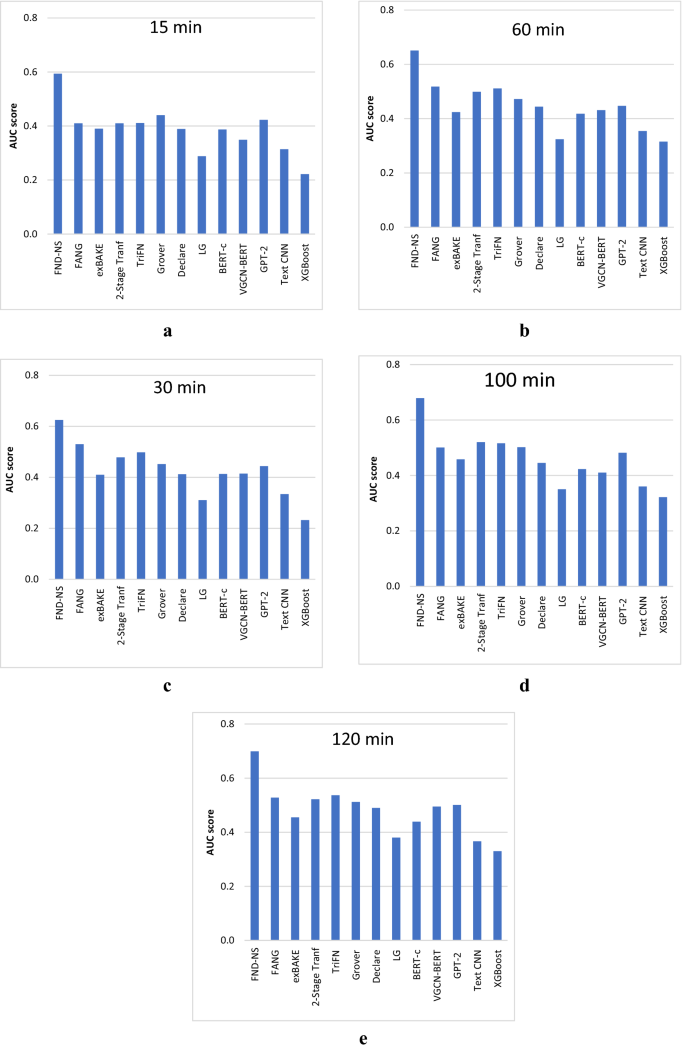 15 min
AUC score
0.8
0.6
0.4
0.2
0.0
FND-NS
FANG
exBAKE
2-Stage Tranf
TriFN
Grover
Declare
LG
BERT-c
VGCN-BERT
GPT-2
Text CNN
XGBoost
a
60 min
AUC score
0.8
0.6
0.4
0.2
0.0
FND-NS
FANG
exBAKE
2-Stage Tranf
TriFN
Grover
Declare
LG
BERT-c
VGCN-BERT
GPT-2
Text CNN
XGBoost
b
30 min
AUC score
0.8
0.6
0.4
0.2
0.0
FND-NS
FANG
exBAKE
2-Stage Tranf
TriFN
Grover
Declare
LG
BERT-c
VGCN-BERT
GPT-2
Text CNN
XGBoost
c
100 min
AUC score
0.8
0.6
0.4
0.2
0.0
FND-NS
FANG
exBAKE
2-Stage Tranf
TriFN
Grover
Declare
LG
BERT-c
VGCN-BERT
GPT-2
Text CNN
XGBoost
d
120 min
AUC score
0.8
0.6
0.4
0.2
0.0
FND-NS
FANG
exBAKE
2-Stage Tranf
TriFN
Grover
Declare
LG
BERT-c
VGCN-BERT
GPT-2
Text CNN
XGBoost
e